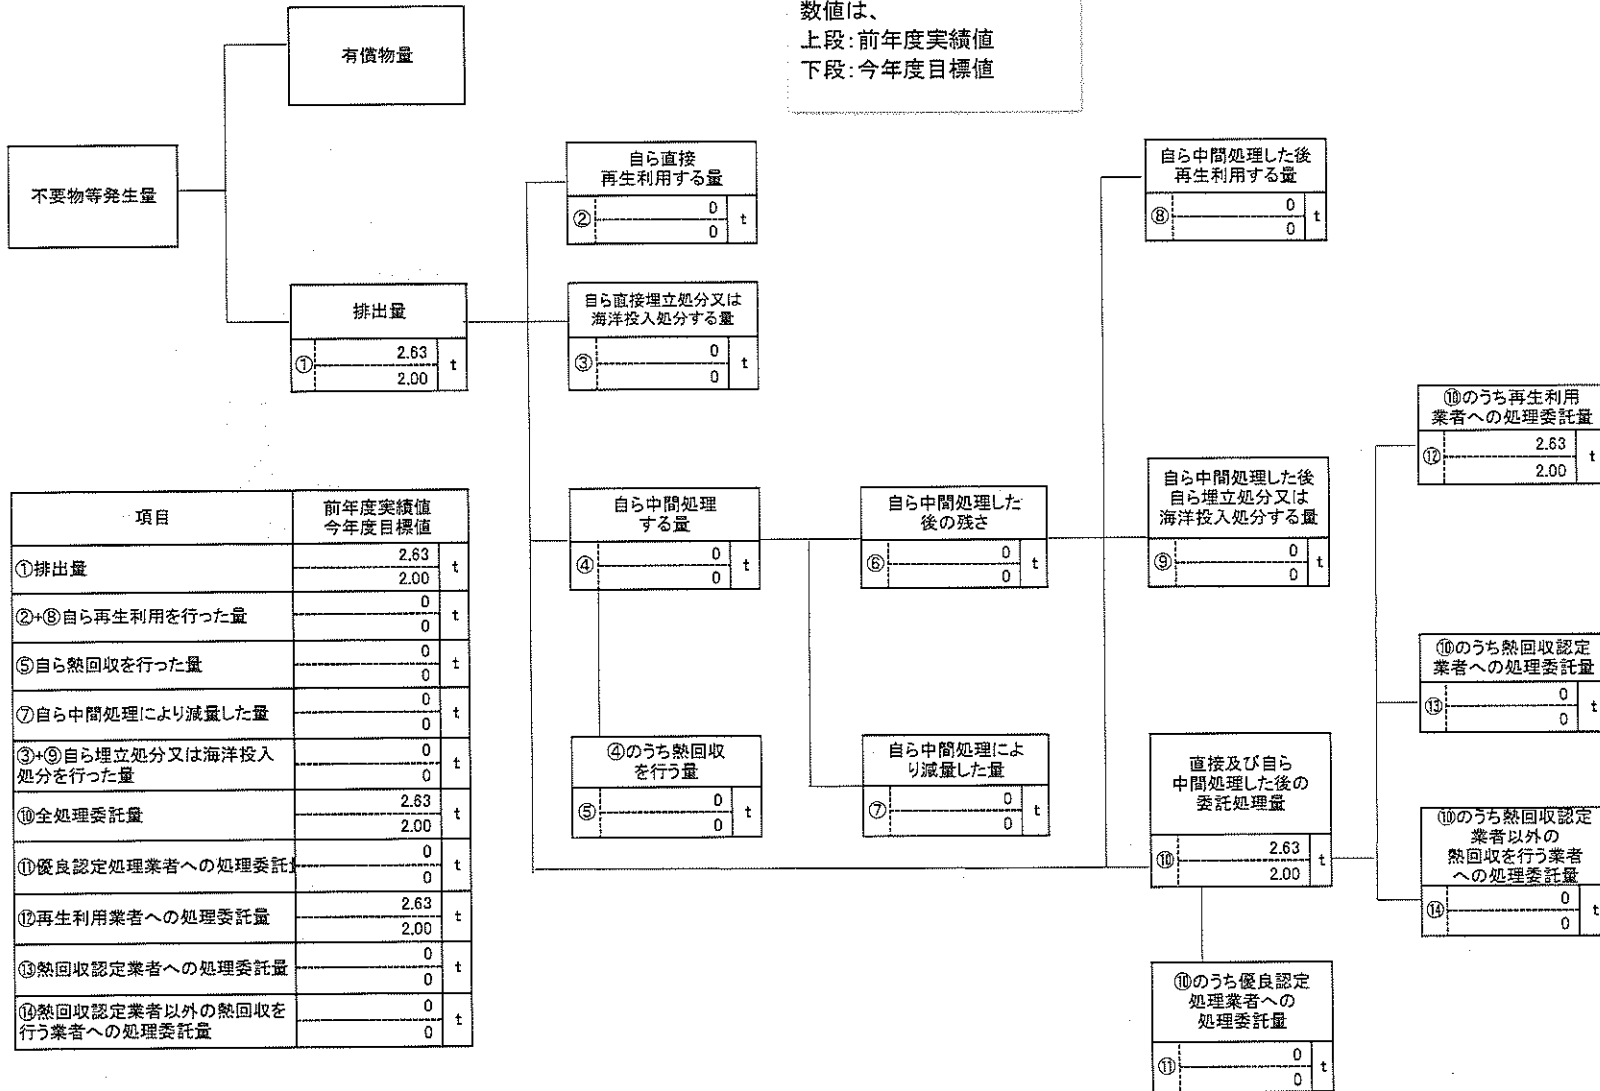 数値は、
上段:前年度実績値
下段:今年度目標値
有償物量
不要物等発生量
排出量
①
2.63
2.00
t
自ら直接
再生利用する量
②
0
0
t
自ら直接埋立処分又は
海洋投入処分する量
③
0
0
t
自ら中間処理
する量
④
0
0
t
④のうち熱回収
を行う量
⑤
0
0
t
自ら中間処理した
後の残さ
⑥
0
0
t
自ら中間処理によ
り減量した量
⑦
0
0
t
自ら中間処理した後
再生利用する量
⑧
0
0
t
自ら中間処理した後
自ら埋立処分又は
海洋投入処分する量
⑨
0
0
t
直接及び自ら
中間処理した後の
委託処理量
⑩
2.63
2.00
t
⑩のうち優良認定
処理業者への
処理委託量
⑪
0
0
t
⑩のうち再生利用
業者への処理委託量
⑫
2.63
2.00
t
⑩のうち熱回収認定
業者への処理委託量
⑬
0
0
t
⑩のうち熱回収認定
業者以外の
熱回収を行う業者
への処理委託量
⑭
0
0
t
項目
前年度実績値
今年度目標値
①排出量
2.63
2.00
t
②+⑧自ら再生利用を行った量
0
0
t
⑤自ら熱回収を行った量
0
0
t
⑦自ら中間処理により減量した量
0
0
t
③+⑨自ら埋立処分又は海洋投入
処分を行った量
0
0
t
⑩全処理委託量
2.63
2.00
t
⑪優良認定処理業者への処理委託
0
0
t
⑫再生利用業者への処理委託量
2.63
2.00
t
⑬熱回収認定業者への処理委託量
0
0
t
⑭熱回収認定業者以外の熱回収を
行う業者への処理委託量
0
0
t